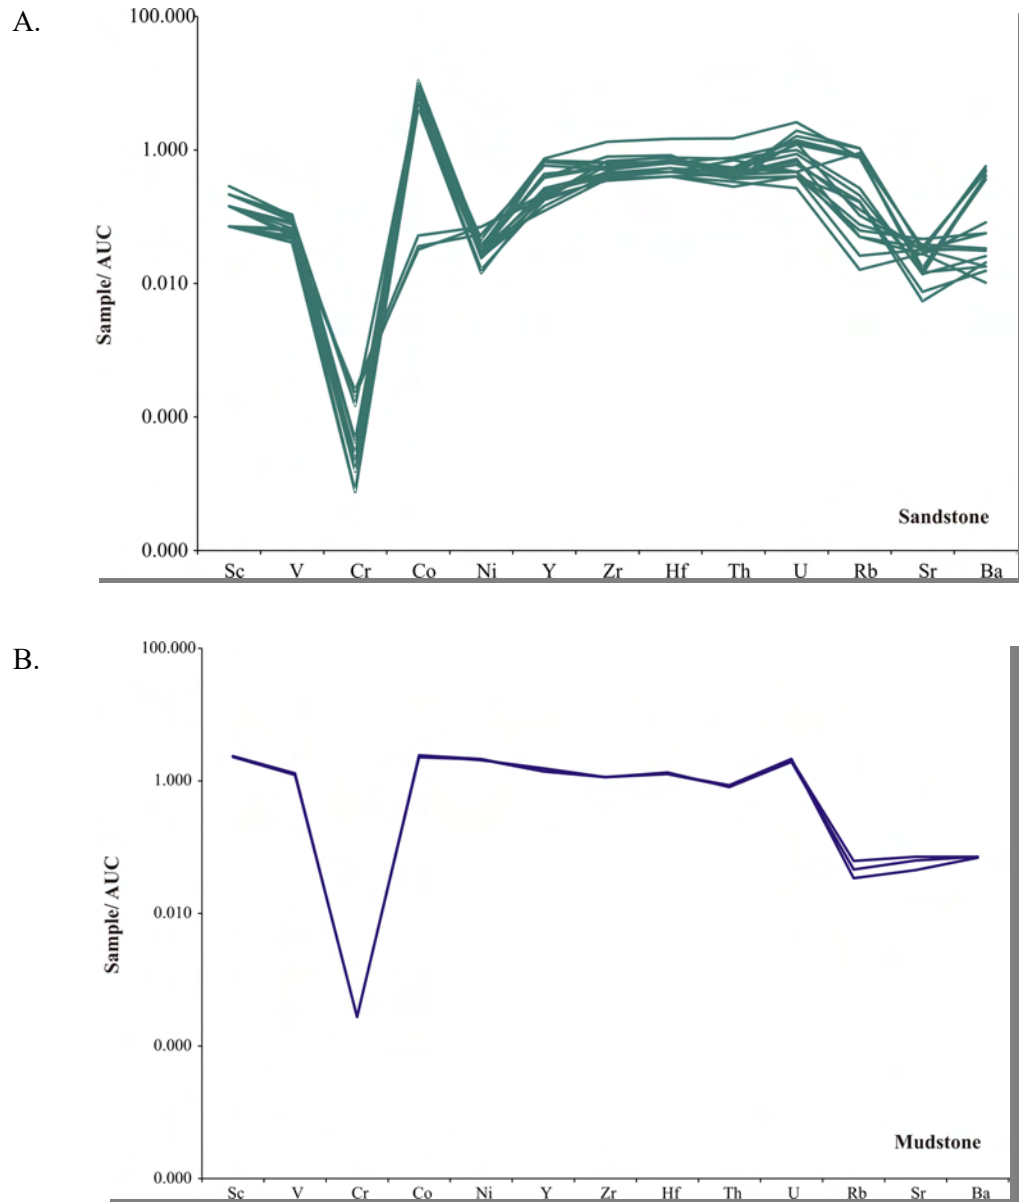 A.
100.000
1.000
0.010
0.000
0.000
Sample/ AUC
Sandstone
Sc V Cr Co Ni Y Zr Hf Th U Rb Sr Ba
B.
100.000
1.000
0.010
0.000
0.000
Sample/ AUC
Mudstone
Sc V Cr Co Ni Y Zr Hf Th U Rb Sr Ba